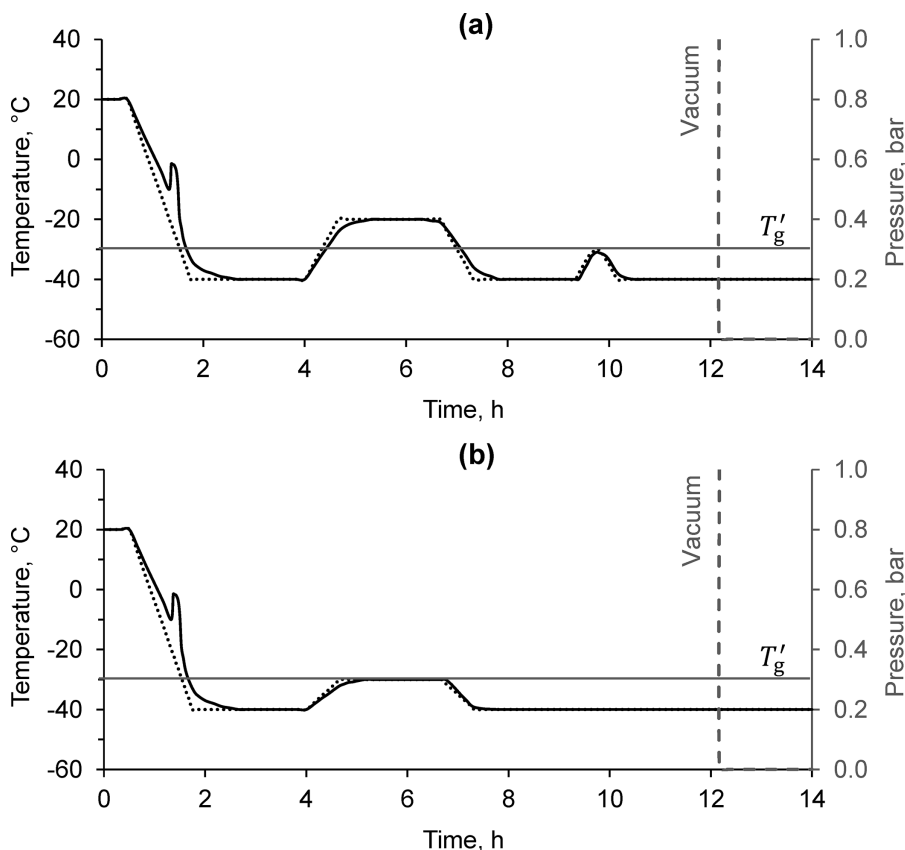 (a)
40
20
0
-20
-40
-60
Temperature, °C
0 2 4 6 8 10 12 14
Time, h
Vacuum
T′g
1.0
0.8
0.6
0.4
0.2
0.0
Pressure, bar
(b)
40
20
0
-20
-40
-60
Temperature, °C
0 2 4 6 8 10 12 14
Time, h
Vacuum
T′g
1.0
0.8
0.6
0.4
0.2
0.0
Pressure, bar